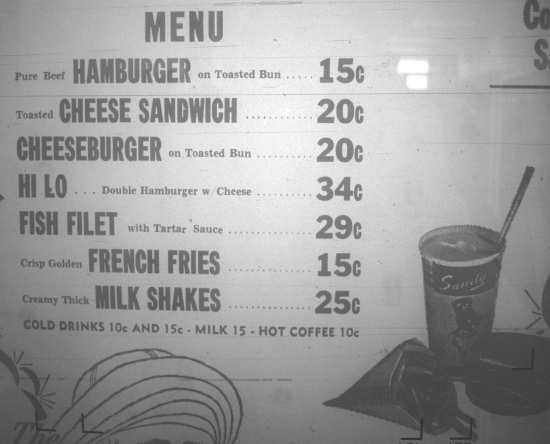 MENU
Pure Beef HAMBURGER on Toasted Bun ..... 15c
Toasted CHEESE SANDWICH ........... 20c
CHEESEBURGER on Toasted Bun ......... 20c
HI LO ... Double Hamburger w/ Cheese ......... 34c
FISH FILET with Tartar Sauce ............. 29c
Crisp Golden FRENCH FRIES ............. 15c
Creamy Thick MILK SHAKES ............. 25c
COLD DRINKS 10c AND 15c - MILK 15 - HOT COFFEE 10c
Sandy
The